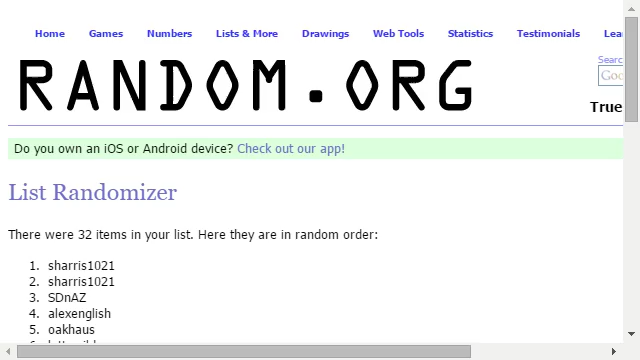 Home Games Numbers Lists & More Drawings Web Tools Statistics Testimonials
Searc
RANDOM.ORG
Goo
True
Do you own an iOS or Android device? Check out our app!
List Randomizer
There were 32 items in your list. Here they are in random order:
1. sharris1021
2. sharris1021
3. SDnAZ
4. alexenglish
5. oakhaus